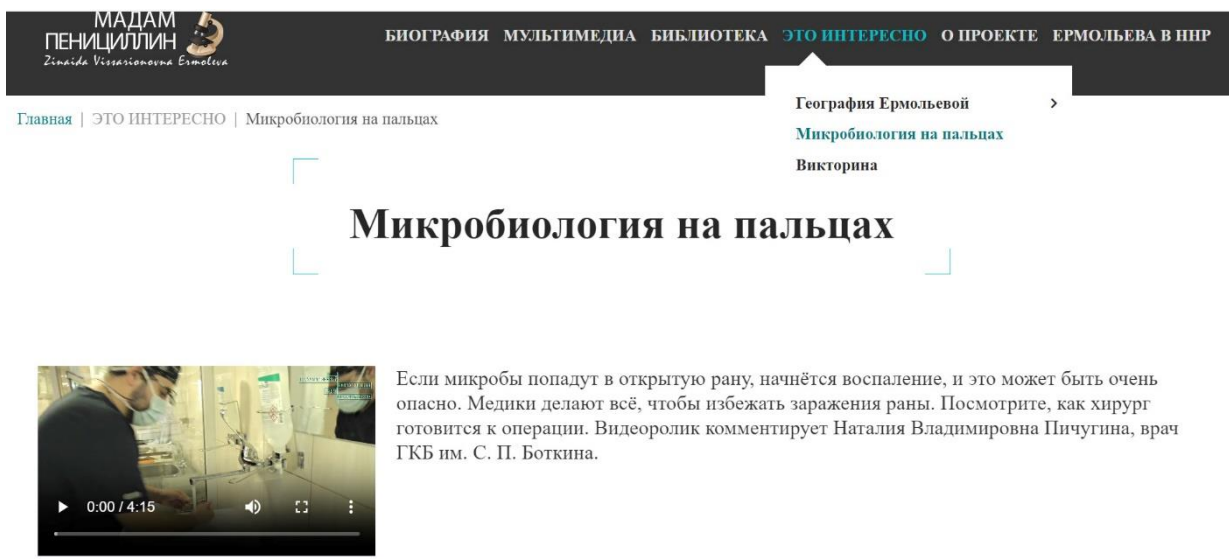 МАДАМ
ПЕНИЦИЛЛИН
Zinaida Vissarionovna Ermoleva
БИОГРАФИЯ МУЛЬТИМЕДИА БИБЛИОТЕКА ЭТО ИНТЕРЕСНО О ПРОЕКТЕ ЕРМОЛЬЕВА В ННР
География Ермольевой
Микробиология на пальцах
Викторина
Главная | ЭТО ИНТЕРЕСНО | Микробиология на пальцах
Микробиология на пальцах
Если микробы попадут в открытую рану, начнётся воспаление, и это может быть очень
опасно. Медики делают всё, чтобы избежать заражения раны. Посмотрите, как хирург
готовится к операции. Видеоролик комментирует Наталия Владимировна Пичугина, врач
ГКБ им. С. П. Боткина.
0:00 / 4:15